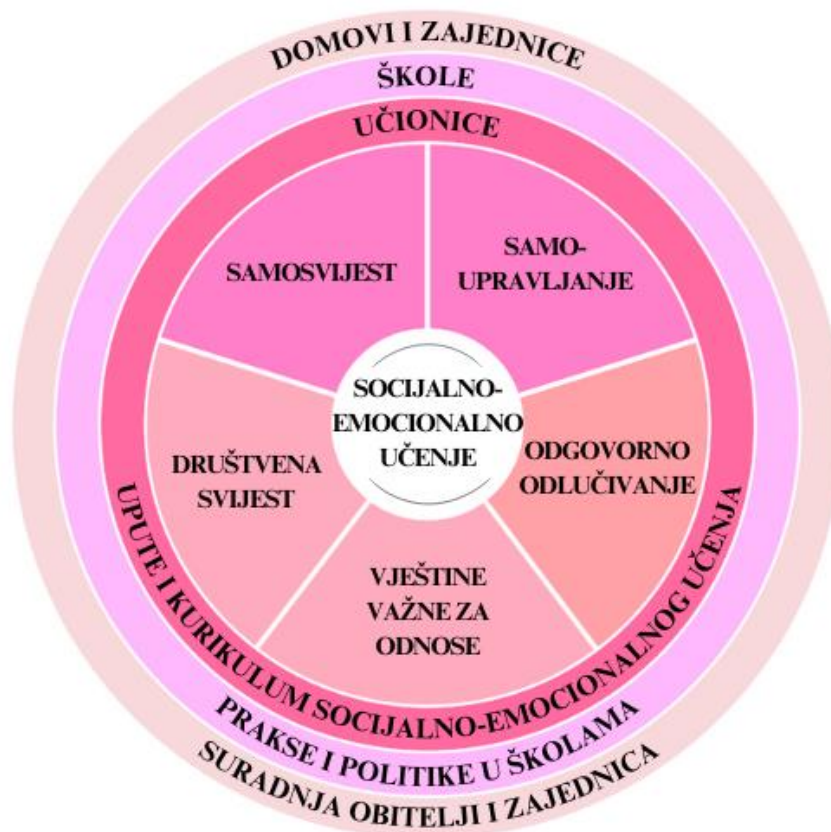 DOMOVI I ZAJEDNICE
ŠKOLE
UČIONICE
SAMOSVIJEST
SAMO-
UPRAVLJANJE
SOCIJALNO-
EMOCIONALNO
UČENJE
DRUŠTVENA
SVIJEST
ODGOVORNO
ODLUČIVANJE
VJEŠTINE
VAŽNE ZA
ODNOSE
UPUTE I KURIKULUM SOCIJALNO-EMOCIONALNOG UČENJA
PRAKSE I POLITIKE U ŠKOLAMA
SURADNJA OBITELJI I ZAJEDNICA